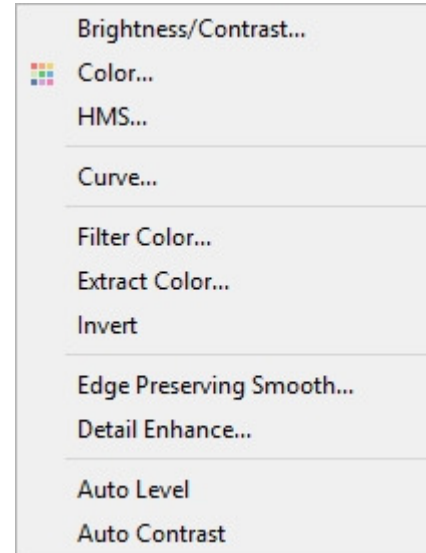 Brightness/Contrast...
Color...
HMS...
Curve...
Filter Color...
Extract Color...
Invert
Edge Preserving Smooth...
Detail Enhance...
Auto Level
Auto Contrast